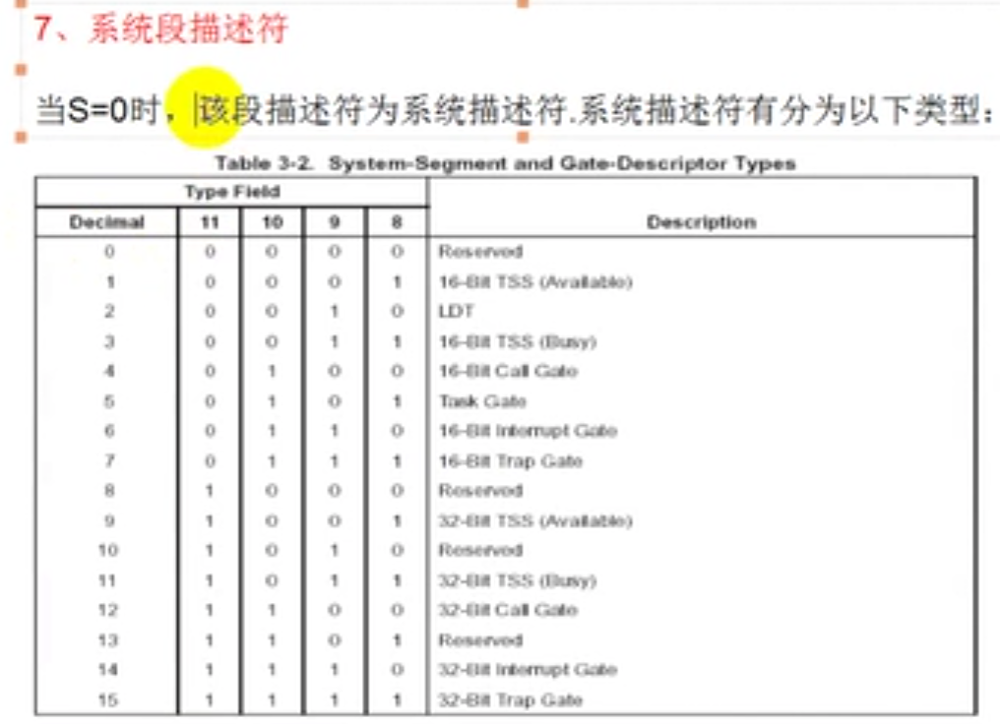 7、系统段描述符
当S=0时，该段描述符为系统描述符.系统描述符有分为以下类型：
Table 3-2. System-Segment and Gate-Descriptor Types
Type Field
Decimal 11 10 9 8 Description
0 0 0 0 0 Reserved
1 0 0 0 1 16-Bit TSS (Available)
2 0 0 1 0 LDT
3 0 0 1 1 16-Bit TSS (Busy)
4 0 1 0 0 16-Bit Call Gate
5 0 1 0 1 Task Gate
6 0 1 1 0 16-Bit Interrupt Gate
7 0 1 1 1 16-Bit Trap Gate
8 1 0 0 0 Reserved
9 1 0 0 1 32-Bit TSS (Available)
10 1 0 1 0 Reserved
11 1 0 1 1 32-Bit TSS (Busy)
12 1 1 0 0 32-Bit Call Gate
13 1 1 0 1 Reserved
14 1 1 1 0 32-Bit Interrupt Gate
15 1 1 1 1 32-Bit Trap Gate